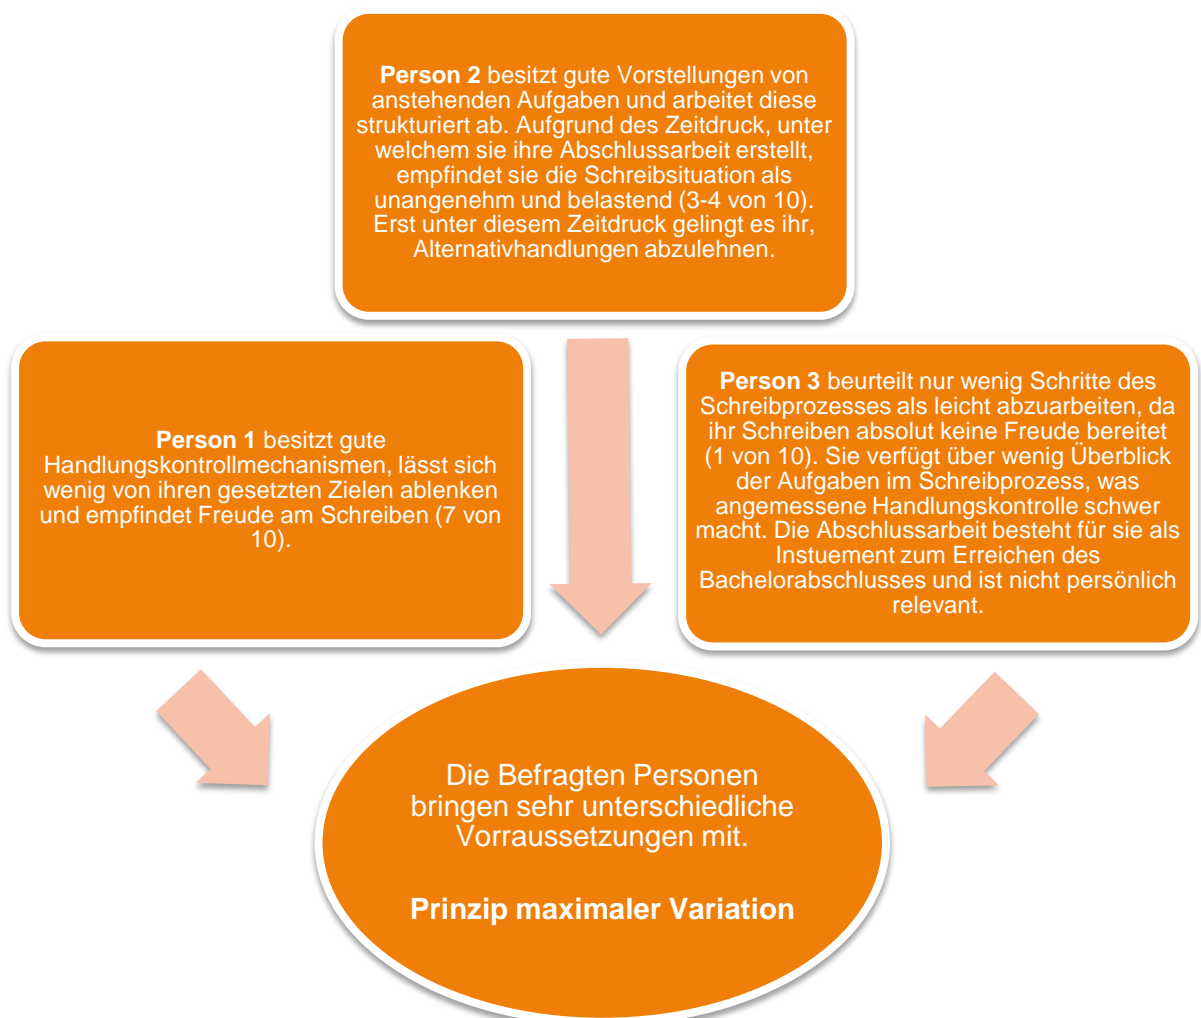 Person 2 besitzt gute Vorstellungen von
anstehenden Aufgaben und arbeitet diese
strukturiert ab. Aufgrund des Zeitdruck, unter
welchem sie ihre Abschlussarbeit erstellt,
empfindet sie die Schreibsituation als
unangenehm und belastend (3-4 von 10).
Erst unter diesem Zeitdruck gelingt es ihr,
Alternativhandlungen abzulehnen.
Person 1 besitzt gute
Handlungskontrollmechanismen, lässt sich
wenig von ihren gesetzten Zielen ablenken
und empfindet Freude am Schreiben (7 von
10).
Person 3 beurteilt nur wenig Schritte des
Schreibprozesses als leicht abzuarbeiten, da
ihr Schreiben absolut keine Freude bereitet
(1 von 10). Sie verfügt über wenig Überblick
der Aufgaben im Schreibprozess, was
angemessene Handlungskontrolle schwer
macht. Die Abschlussarbeit besteht für sie als
Instuement zum Erreichen des
Bachelorabschlusses und ist nicht persönlich
relevant.
Die Befragten Personen
bringen sehr unterschiedliche
Vorraussetzungen mit.
Prinzip maximaler Variation